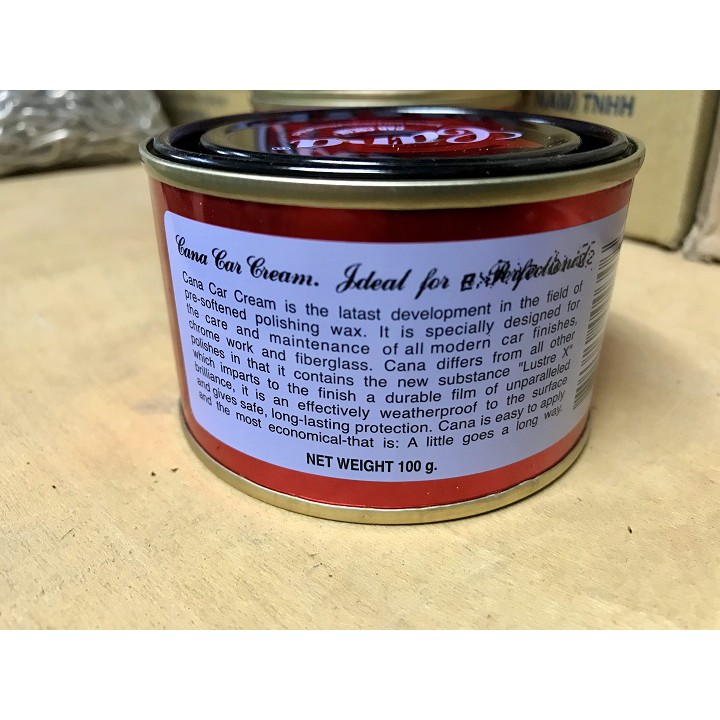 NAM) TNHH
Cana
CAR CREAM
Cana Car Cream. Ideal for Perfectionist
Cana Car Cream is the latast development in the field of
pre-softened polishing wax. It is specially designed for
the care and maintenance of all modern car finishes,
chrome work and fiberglass. Cana differs from all other
polishes in that it contains the new substance "Lustre X"
which imparts to the finish a durable film of unparalleled
brilliance, it is an effectively weatherproof to the surface
and gives safe, long-lasting protection. Cana is easy to apply
and the most economical-that is: A little goes a long way.
NET WEIGHT 100 g.